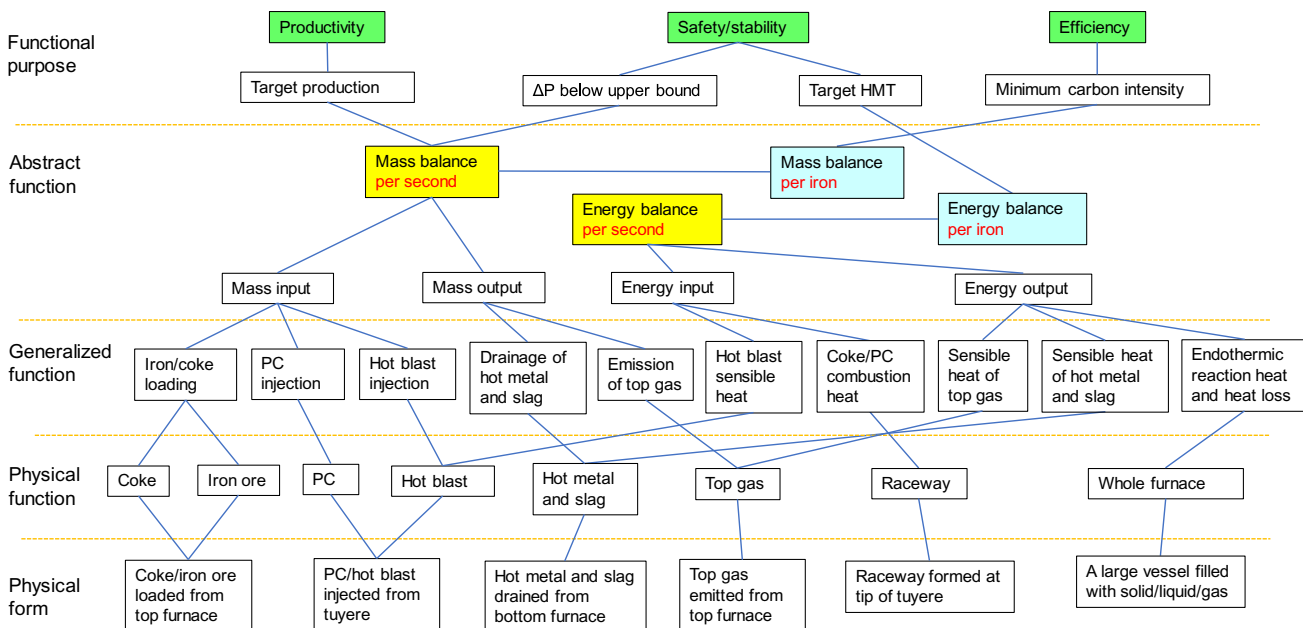 Functional
purpose
Productivity
Safety/stability
Efficiency
Target production
ΔP below upper bound
Target HMT
Minimum carbon intensity
Abstract
function
Mass balance
per second
Mass balance
per iron
Energy balance
per second
Energy balance
per iron
Mass input
Mass output
Energy input
Energy output
Generalized
function
Iron/coke
loading
PC
injection
Hot blast
injection
Drainage of
hot metal
and slag
Emission
of top gas
Hot blast
sensible
heat
Coke/PC
combustion
heat
Sensible
heat of
top gas
Sensible heat
of hot metal
and slag
Endothermic
reaction heat
and heat loss
Physical
function
Coke
Iron ore
PC
Hot blast
Hot metal
and slag
Top gas
Raceway
Whole furnace
Physical
form
Coke/iron ore
loaded from
top furnace
PC/hot blast
injected from
tuyere
Hot metal and slag
drained from
bottom furnace
Top gas
emitted from
top furnace
Raceway formed at
tip of tuyere
A large vessel filled
with solid/liquid/gas